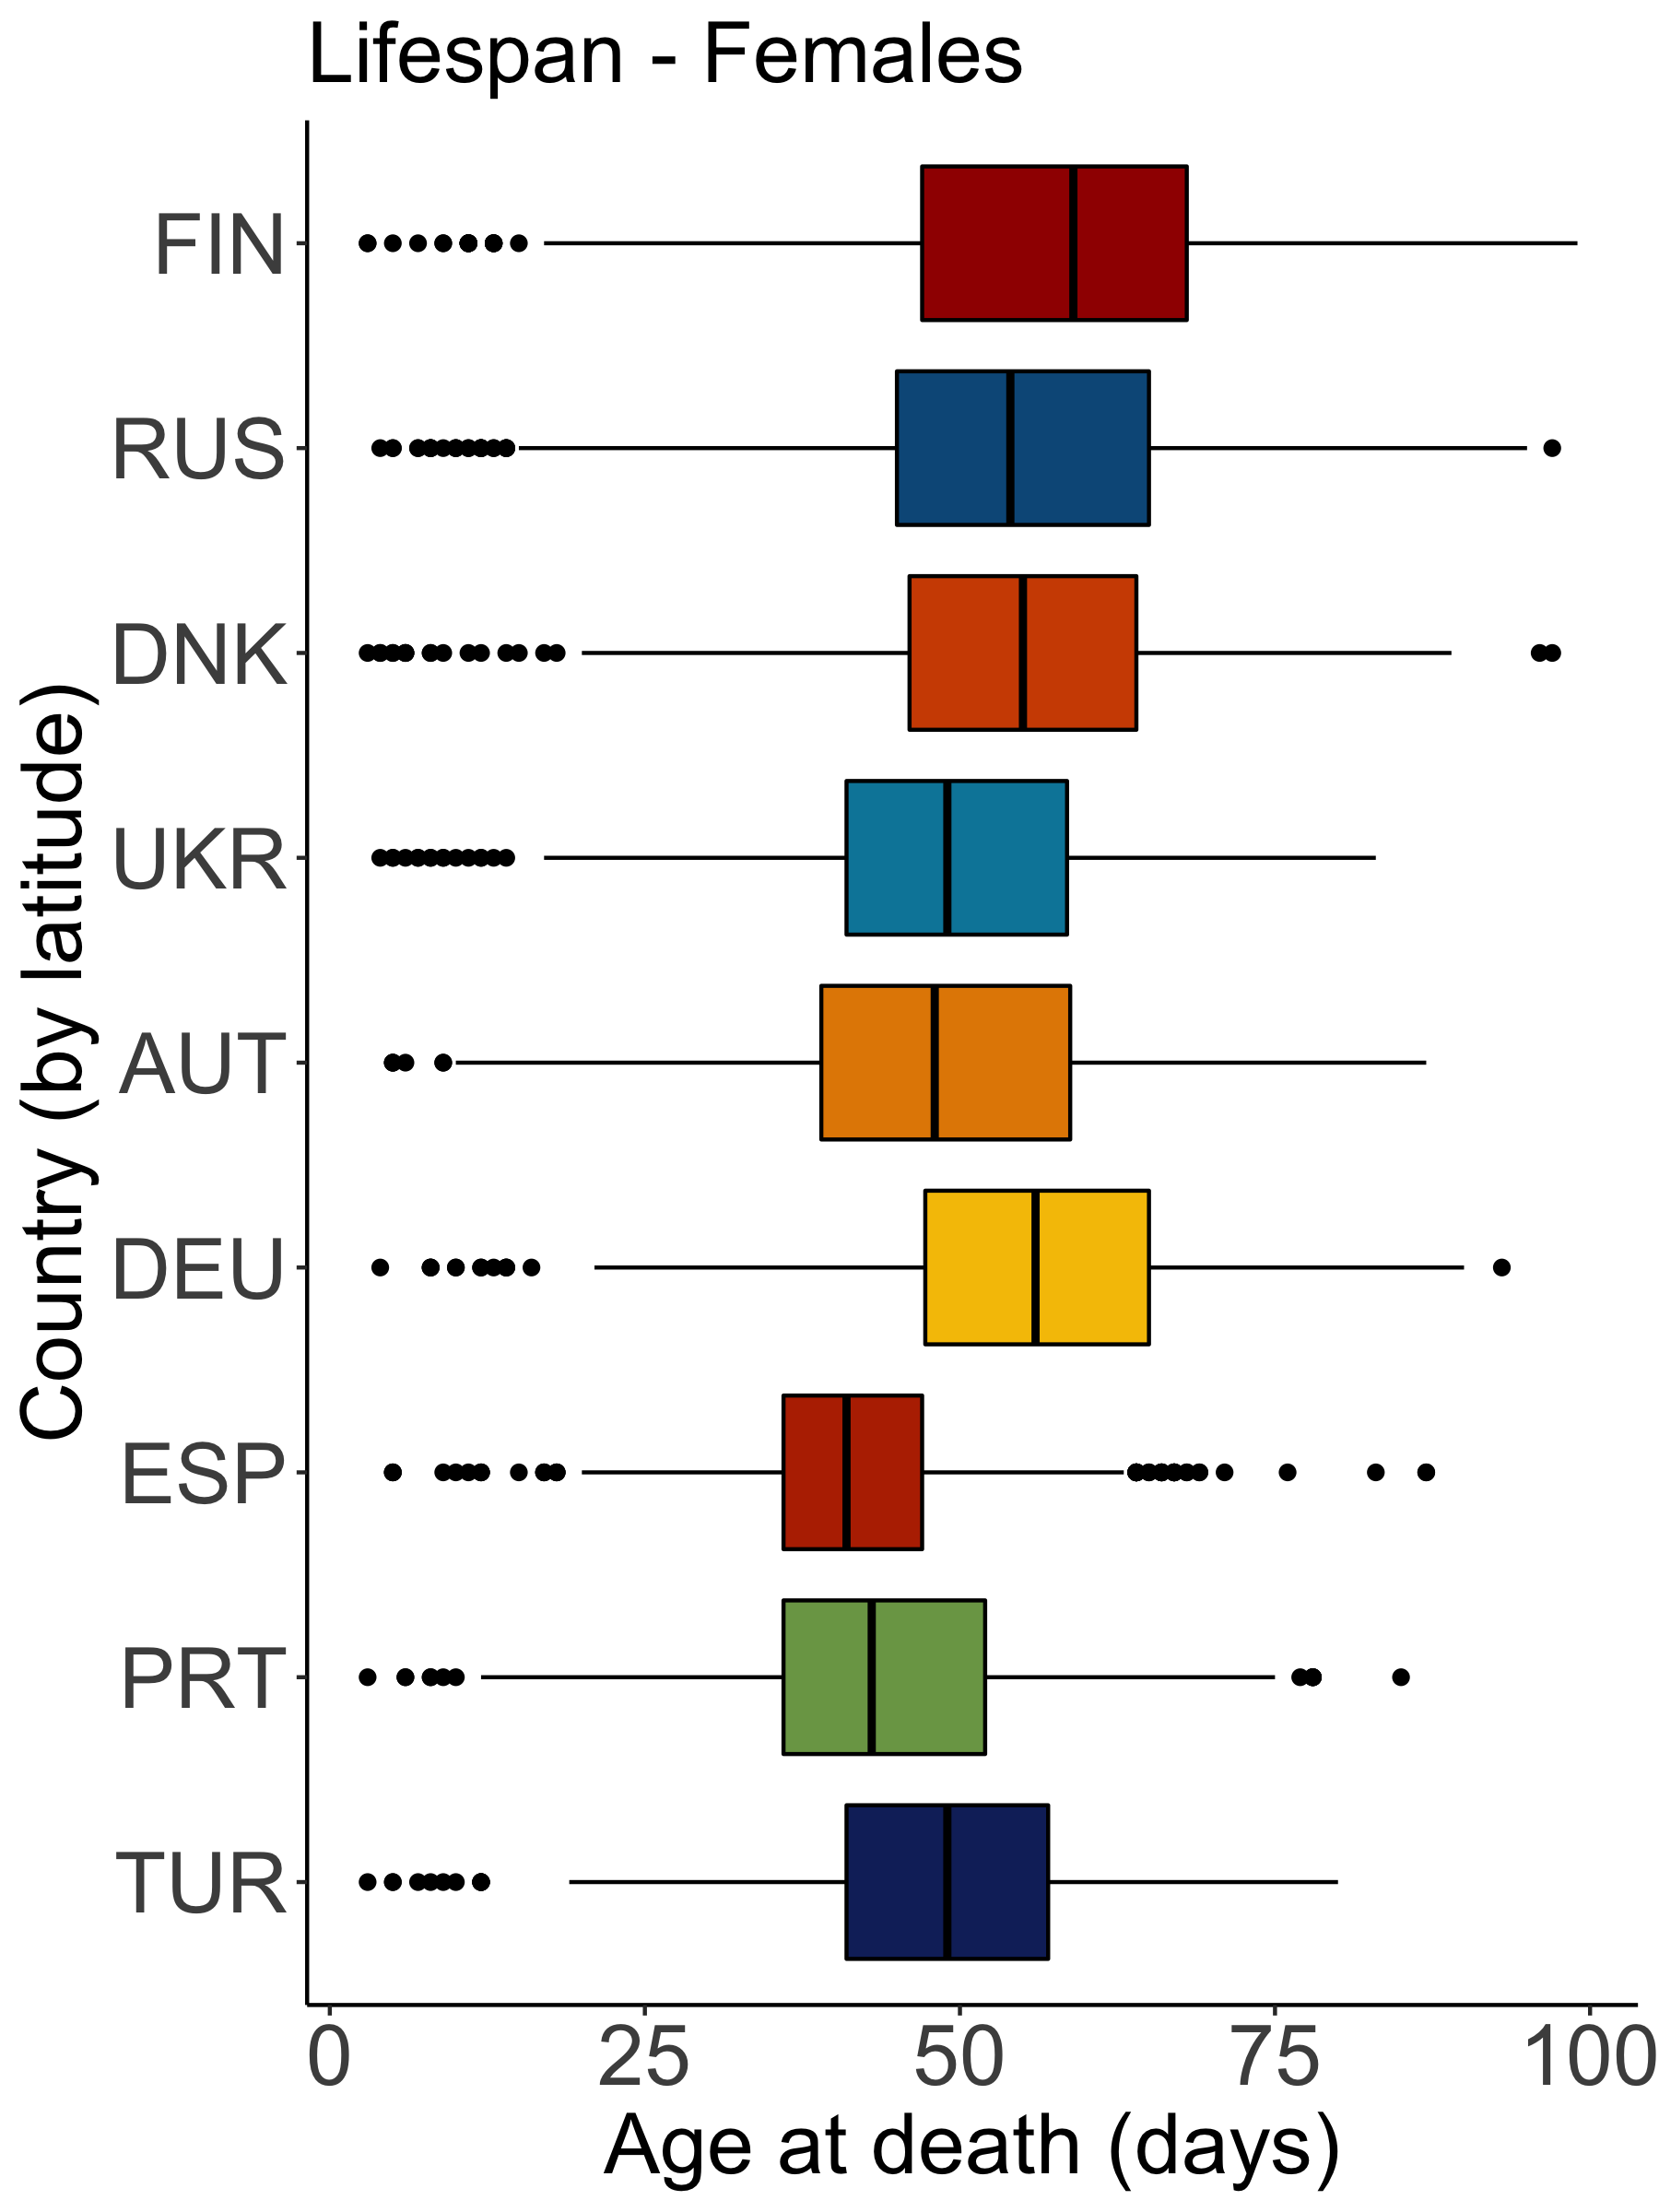 Lifespan - Females
Country (by latitude)
FIN
RUS
DNK
UKR
AUT
DEU
ESP
PRT
TUR
0 25 50 75 100
Age at death (days)